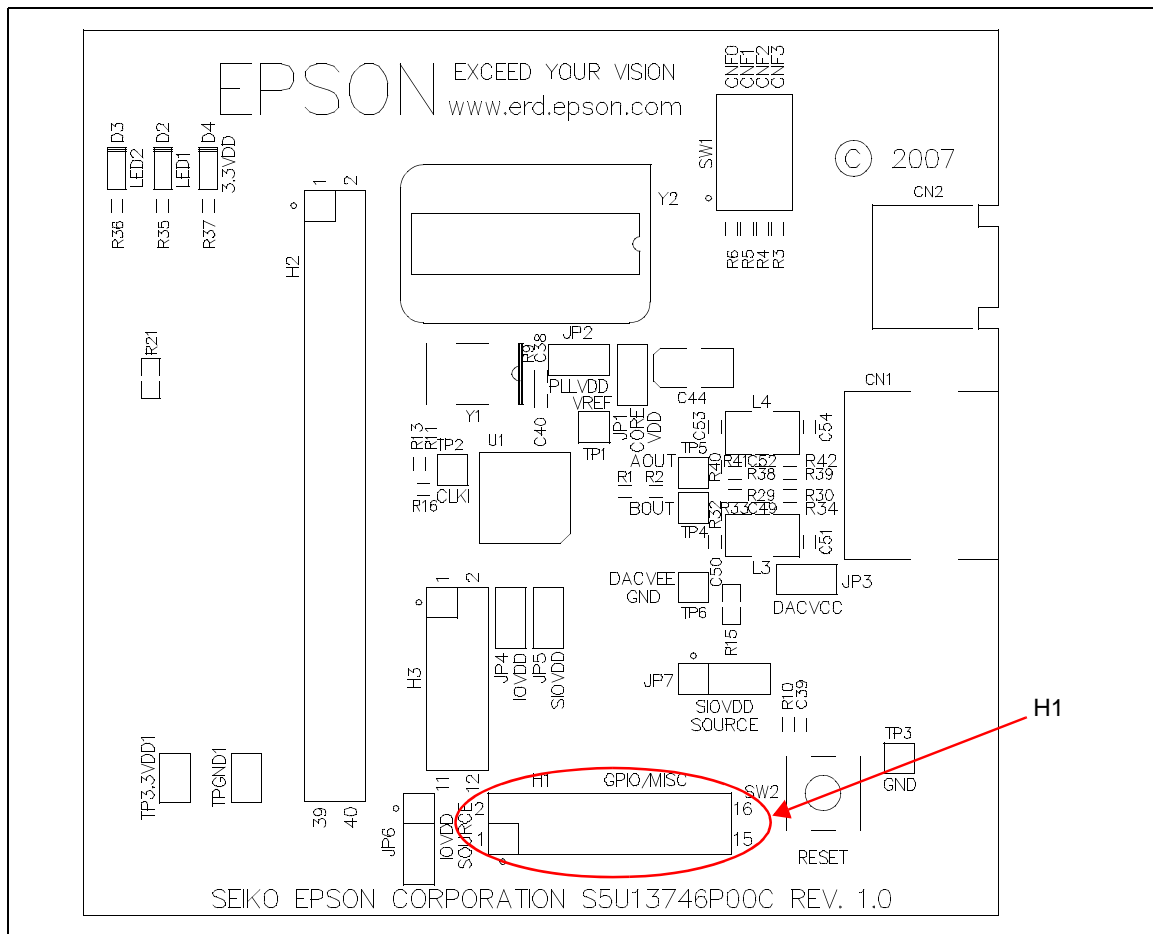 EPSON EXCEED YOUR VISION
www.erd.epson.com
CNF0
CNF1
CNF2
CNF3
SW1
© 2007
D3
LED2
D2
LED1
D4
3.3VDD
R36
R35
R37
1
2
H2
Y2
R6
R5
R4
R3
CN2
R21
R9
C38
JP2
PLLVDD
VREF
Y1
C40
TP1
JP1
CORE
VDD
C44
CN1
C53
L4
C54
R13
R11
TP2
CLKI
R16
U1
AOUT
TP5
R40
R41
C52
R42
R38
R39
R1
R2
R29
R30
BOUT
TP4
R32
R33
C49
R34
L3
C51
C50
DACVEE
GND
TP6
R15
JP3
DACVCC
1
2
H3
JP4
IOVDD
JP5
SIOVDD
11
12
JP7
SIOVDD
SOURCE
R10
C39
H1
TP3
GND
TP3.3VDD1
TPGND1
39
40
JP6
IOVDD
SOURCE
H1
GPIO/MISC
2
1
16
15
SW2
RESET
SEIKO EPSON CORPORATION S5U13746P00C REV. 1.0